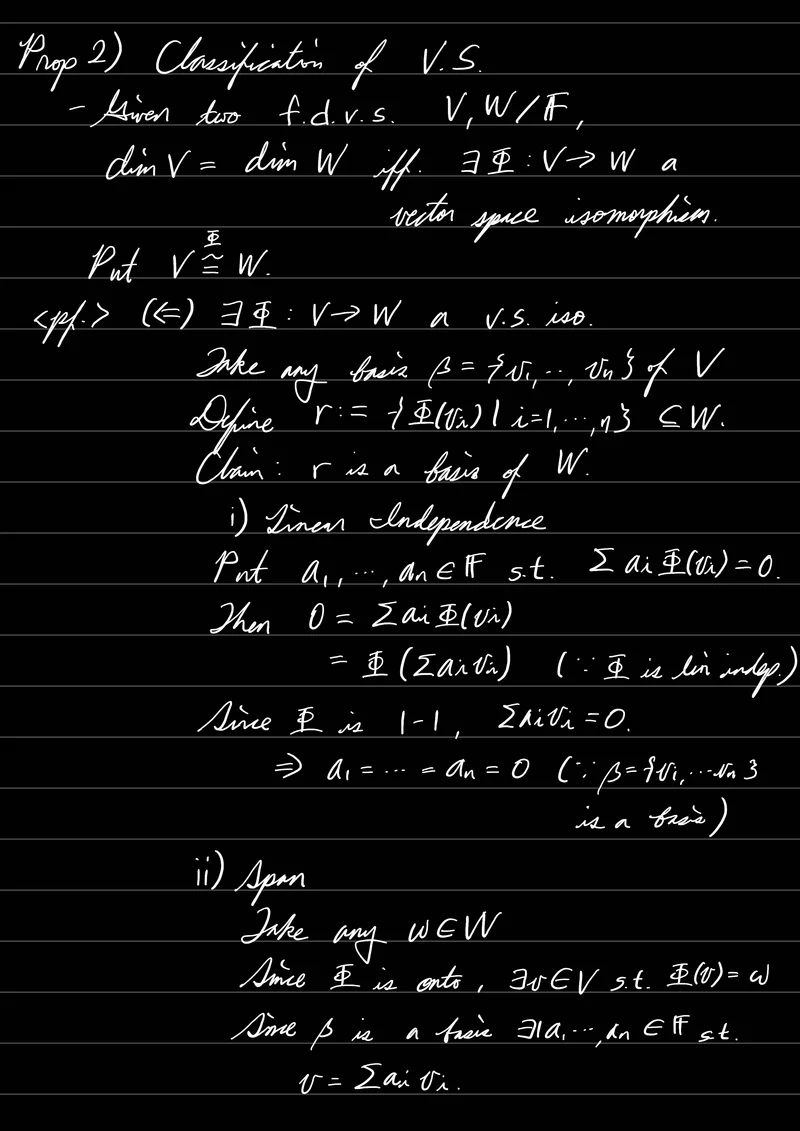 Prop 2) Classification of V.S.
- Given two f.d.v.s. V, W/𝔽,
dim V = dim W iff. ∃Φ : V→W a
vector space isomorphism.
Put V ≅^Φ W.
<pf.> (⇐) ∃Φ : V→W a v.s. iso.
Take any basis β = {v₁, ⋯, vₙ} of V
Define r := {Φ(vᵢ) | i=1, ⋯, n} ⊆ W.
Claim : r is a basis of W.
i) Linear Independence
Put a₁, ⋯, aₙ ∈ 𝔽 s.t. Σ aᵢ Φ(vᵢ) = 0.
Then 0 = Σ aᵢ Φ(vᵢ)
= Φ (Σ aᵢ vᵢ) (∵ Φ is lin indep.)
Since Φ is 1-1, Σ aᵢ vᵢ = 0.
⇒ a₁ = ⋯ = aₙ = 0 (∵ β = {v₁, ⋯ vₙ}
is a basis)
ii) Span
Take any w ∈ W
Since Φ is onto, ∃v ∈ V s.t. Φ(v) = w
Since β is a basis ∃! a₁ ⋯, aₙ ∈ 𝔽 s.t.
v = Σ aᵢ vᵢ.